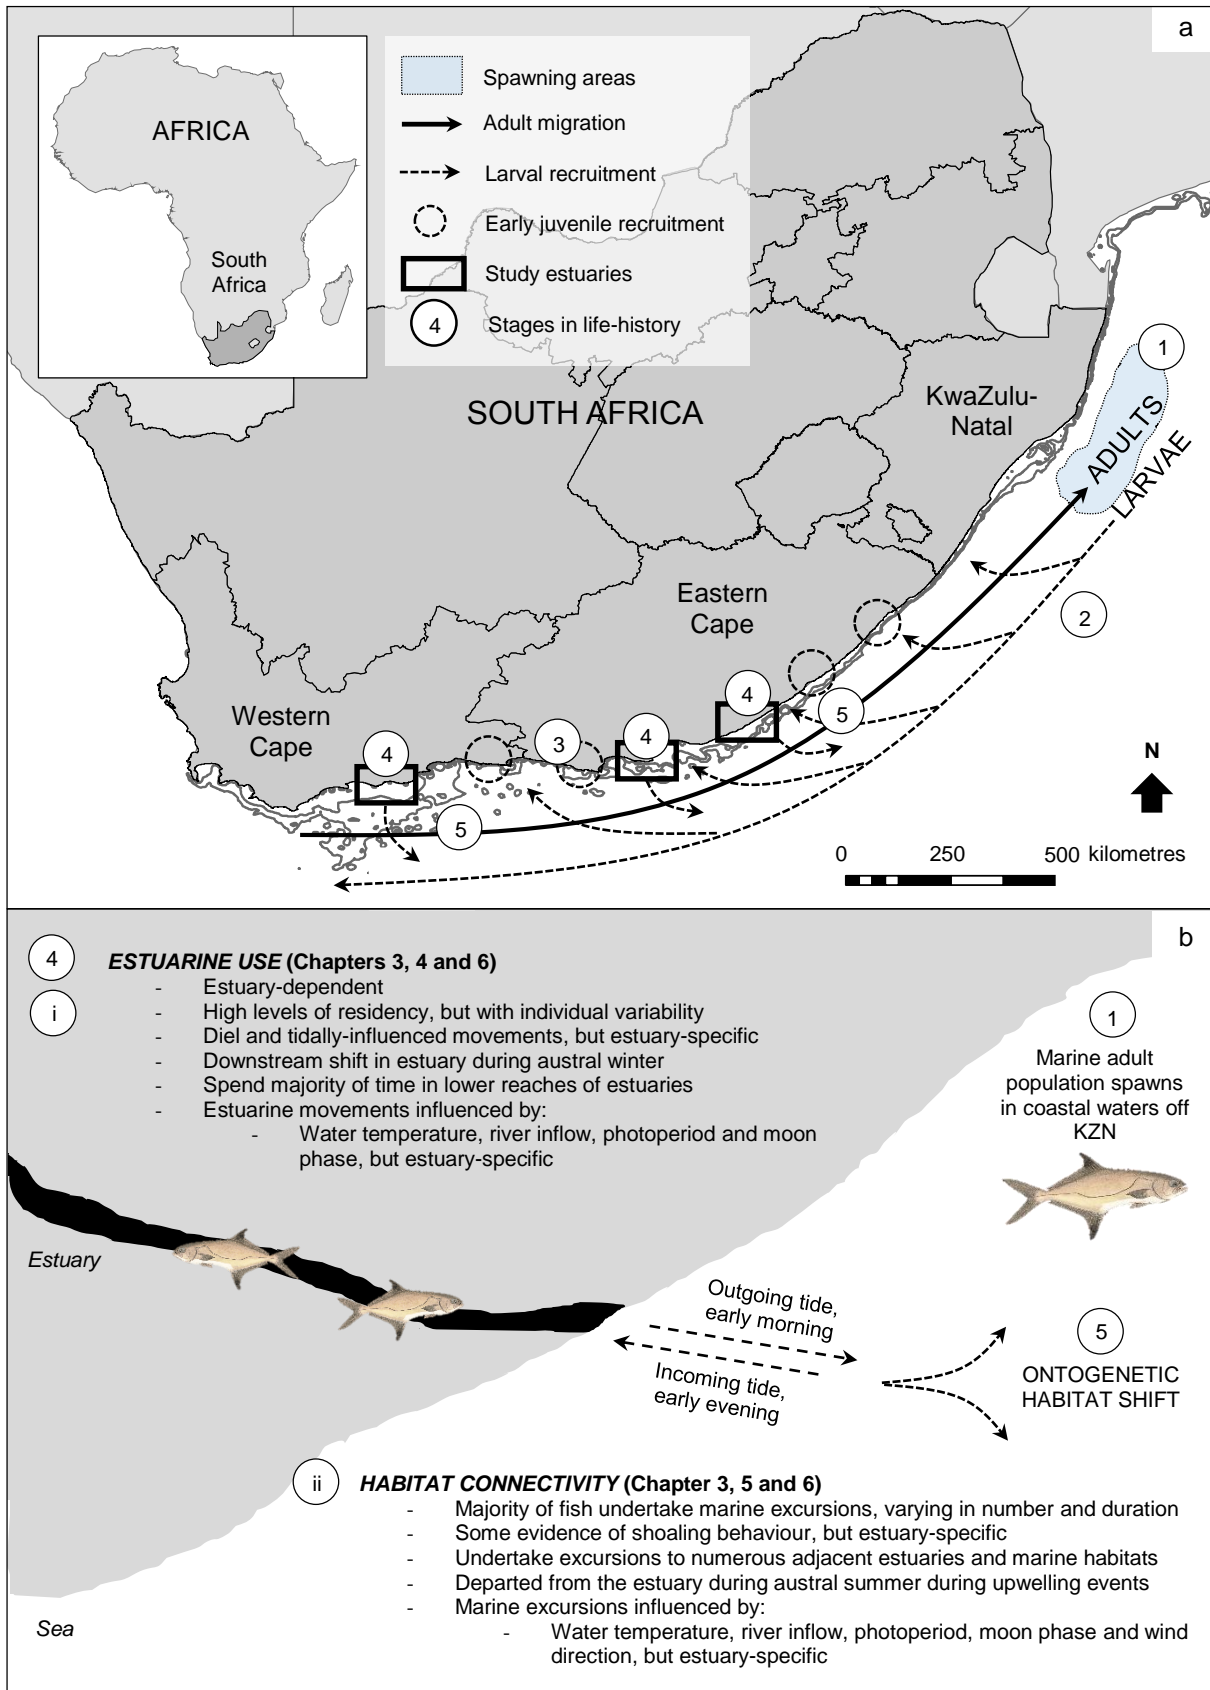 a
AFRICA
South
Africa
Spawning areas
Adult migration
Larval recruitment
Early juvenile recruitment
Study estuaries
4
Stages in life-history
1
KwaZulu-
Natal
SOUTH AFRICA
ADULTS
LARVAE
Eastern
Cape
2
4
5
Western
Cape
3
4
4
5
N
0 250 500 kilometres
b
4
ESTUARINE USE (Chapters 3, 4 and 6)
- Estuary-dependent
i
- High levels of residency, but with individual variability
- Diel and tidally-influenced movements, but estuary-specific
- Downstream shift in estuary during austral winter
- Spend majority of time in lower reaches of estuaries
- Estuarine movements influenced by:
- Water temperature, river inflow, photoperiod and moon
phase, but estuary-specific
1
Marine adult
population spawns
in coastal waters off
KZN
Estuary
Outgoing tide,
early morning
Incoming tide,
early evening
5
ONTOGENETIC
HABITAT SHIFT
ii
HABITAT CONNECTIVITY (Chapter 3, 5 and 6)
- Majority of fish undertake marine excursions, varying in number and duration
- Some evidence of shoaling behaviour, but estuary-specific
- Undertake excursions to numerous adjacent estuaries and marine habitats
- Departed from the estuary during austral summer during upwelling events
- Marine excursions influenced by:
- Water temperature, river inflow, photoperiod, moon phase and wind
direction, but estuary-specific
Sea